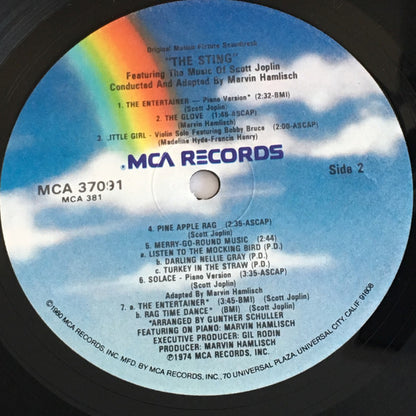 Original Motion Picture Soundtrack
"THE STING"
Featuring The Music Of Scott Joplin
Conducted And Adapted By Marvin Hamlisch
1. THE ENTERTAINER — Piano Version* (2:32-BMI)
(Scott Joplin)
2. THE GLOVE (1:45-ASCAP)
(Marvin Hamlisch)
3. LITTLE GIRL - Violin Solo Featuring Bobby Bruce (2:00-ASCAP)
(Madeline Hyde-Francis Henry)
MCA RECORDS
MCA 37091
MCA 381
Side 2
4. PINE APPLE RAG (2:35-ASCAP)
(Scott Joplin)
5. MERRY-GO-ROUND MUSIC (2:44)
a. LISTEN TO THE MOCKING BIRD (P.D.)
b. DARLING NELLIE GRAY (P.D.)
c. TURKEY IN THE STRAW (P.D.)
6. SOLACE - Piano Version (3:35-ASCAP)
(Scott Joplin)
Adapted By Marvin Hamlisch
7. a. THE ENTERTAINER* (3:45-BMI) (Scott Joplin)
b. RAG TIME DANCE* (BMI) (Scott Joplin)
*ARRANGED BY GUNTHER SCHULLER
FEATURING ON PIANO: MARVIN HAMLISCH
EXECUTIVE PRODUCER: GIL RODIN
PRODUCER: MARVIN HAMLISCH
℗1974 MCA RECORDS, INC.
©1980 MCA RECORDS, INC. MFD. BY MCA RECORDS, INC., 70 UNIVERSAL PLAZA, UNIVERSAL CITY, CALIF. 91608